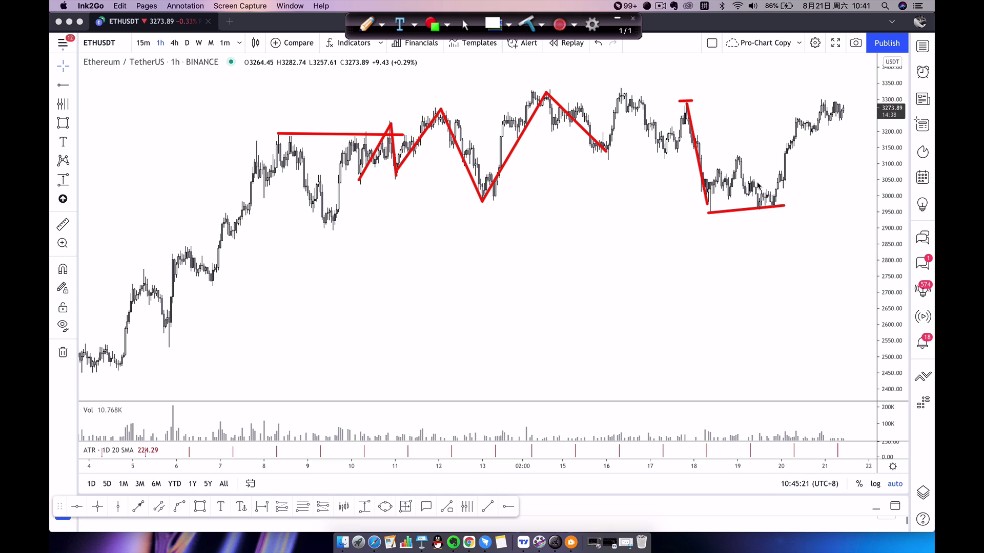 Ink2Go Edit Pages Annotation Screen Capture Window Help
99+ 86% 8月21日 周六 10:41
ETHUSDT ▼ 3273.89 −0.33%
1/1
ETHUSDT 15m 1h 4h D W M 1m Compare Indicators Financials Templates Alert Replay Pro-Chart Copy Publish
Ethereum / TetherUS · 1h · BINANCE O3264.45 H3282.74 L3257.61 C3273.89 +9.43 (+0.29%)
USDT
3350.00
3300.00
3273.89
14:38
3200.00
3150.00
3100.00
3050.00
3000.00
2950.00
2900.00
2850.00
2800.00
2750.00
2700.00
2650.00
2600.00
2550.00
2500.00
2450.00
2400.00
Vol 10.768K
200K
100K
ATR 1D 20 SMA 224.29
0.00
4 5 6 7 8 9 10 11 12 13 02:00 14 15 16 17 18 19 20 21 22
1D 5D 1M 3M 6M YTD 1Y 5Y All
10:45:21 (UTC+8) % log auto